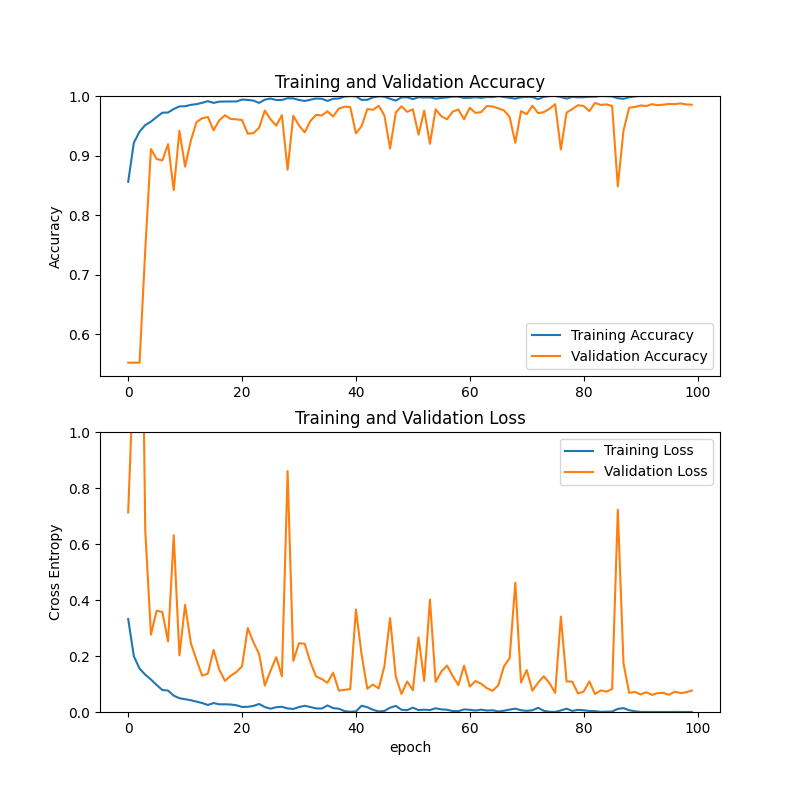 Training and Validation Accuracy
1.0
0.9
0.8
0.7
0.6
Accuracy
Training Accuracy
Validation Accuracy
0 20 40 60 80 100
Training and Validation Loss
1.0
0.8
0.6
0.4
0.2
0.0
Cross Entropy
Training Loss
Validation Loss
0 20 40 60 80 100
epoch